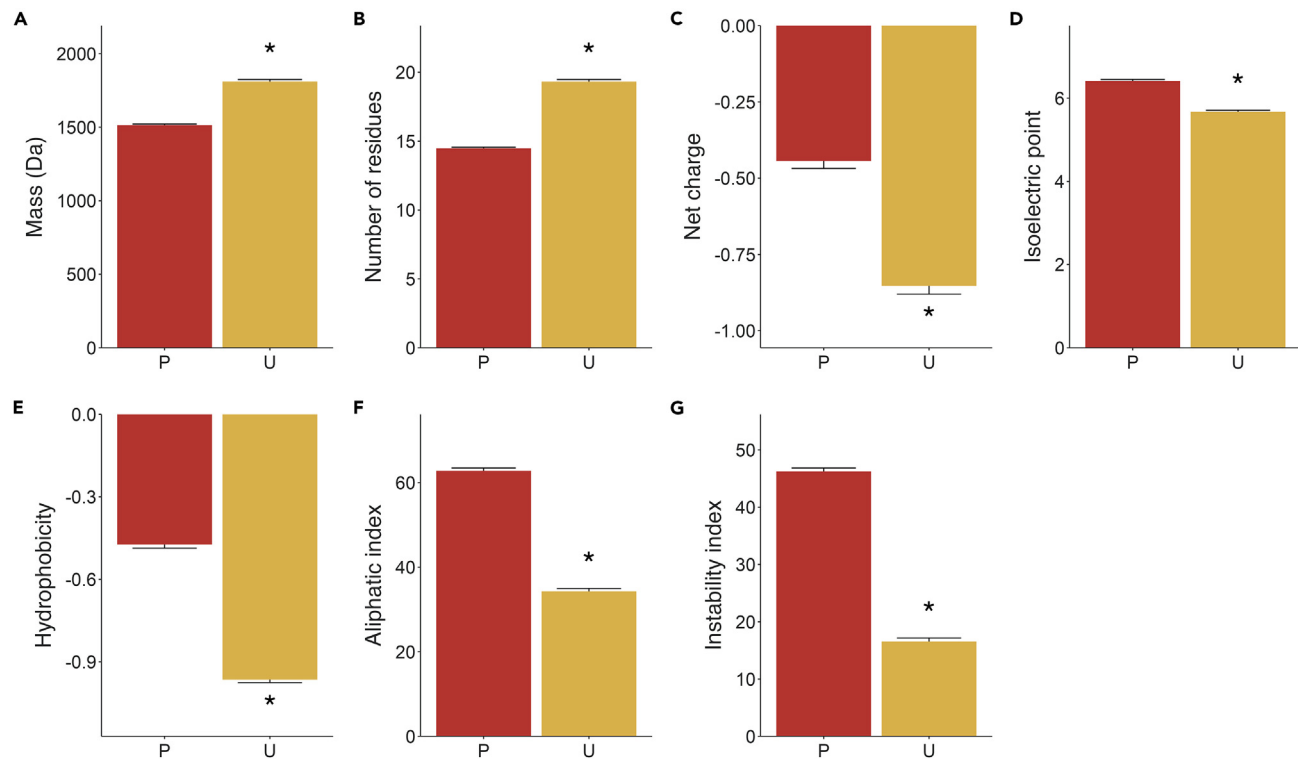 A
Mass (Da)
2000
1500
1000
500
0
*
P U
B
Number of residues
20
15
10
5
0
*
P U
C
Net charge
0.00
-0.25
-0.50
-0.75
-1.00
*
P U
D
Isoelectric point
6
4
2
0
*
P U
E
Hydrophobicity
0.0
-0.3
-0.6
-0.9
*
P U
F
Aliphatic index
60
40
20
0
*
P U
G
Instability index
50
40
30
20
10
0
*
P U